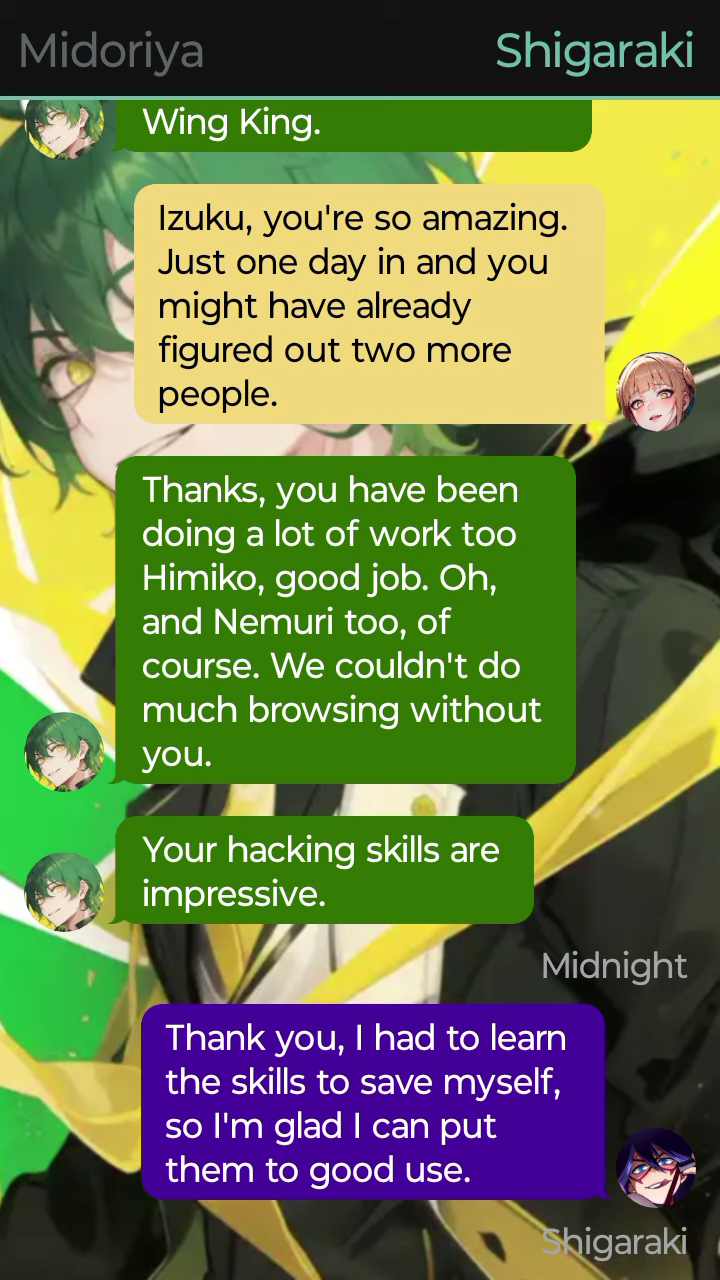 Midoriya
Shigaraki
Wing King.
Izuku, you're so amazing.
Just one day in and you
might have already
figured out two more
people.
Thanks, you have been
doing a lot of work too
Himiko, good job. Oh,
and Nemuri too, of
course. We couldn't do
much browsing without
you.
Your hacking skills are
impressive.
Midnight
Thank you, I had to learn
the skills to save myself,
so I'm glad I can put
them to good use.
Shigaraki